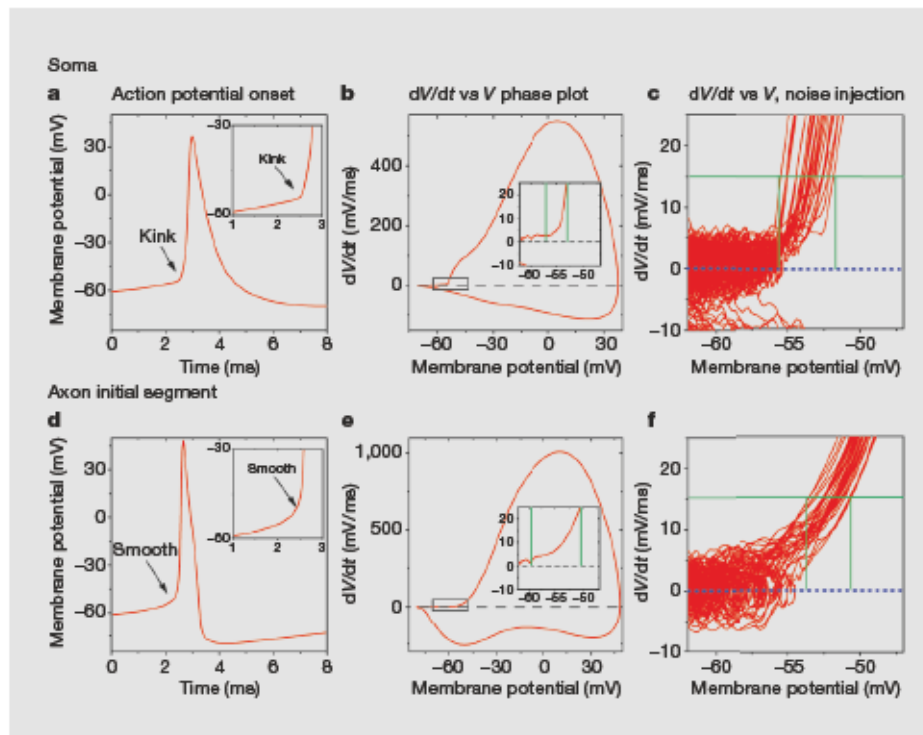 Soma
a Action potential onset
b dV/dt vs V phase plot
c dV/dt vs V, noise injection
Membrane potential (mV)
30
0
−30
−60
0 2 4 6 8
Time (ms)
Kink
−30
−60
1 2 3
Kink
dV/dt (mV/ms)
400
200
0
−60 −30 0 30
Membrane potential (mV)
20
10
0
−10
−60 −55 −50
dV/dt (mV/ms)
20
10
0
−10
−60 −55 −50
Membrane potential (mV)
Axon initial segment
d
e
f
Membrane potential (mV)
30
0
−30
−60
0 2 4 6 8
Time (ms)
Smooth
−30
−60
1 2 3
Smooth
dV/dt (mV/ms)
1,000
500
0
−60 −30 0 30
Membrane potential (mV)
20
10
0
−10
−60 −55 −50
dV/dt (mV/ms)
20
10
0
−10
−60 −55 −50
Membrane potential (mV)